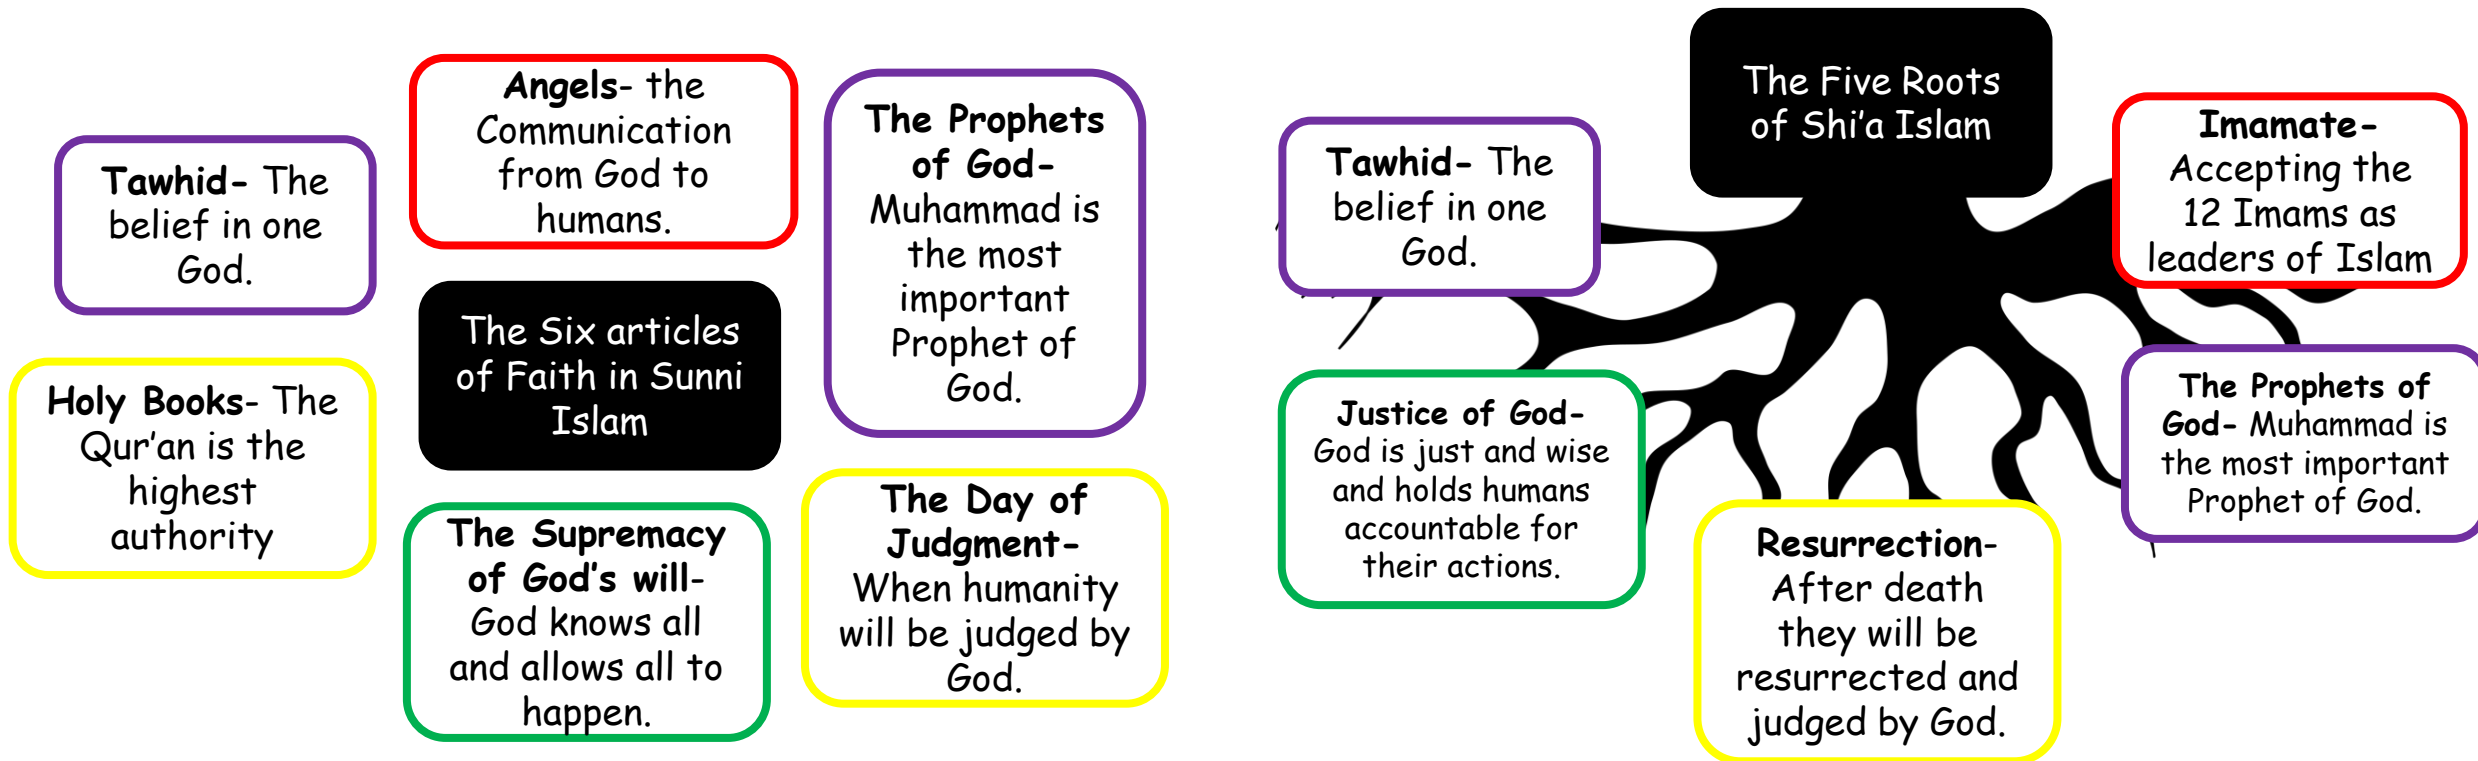 Tawhid- The
belief in one
God.
Angels- the
Communication
from God to
humans.
The Prophets
of God-
Muhammad is
the most
important
Prophet of
God.
Holy Books- The
Qur’an is the
highest
authority
The Six articles
of Faith in Sunni
Islam
The Supremacy
of God’s will-
God knows all
and allows all to
happen.
The Day of
Judgment-
When humanity
will be judged by
God.
The Five Roots
of Shi’a Islam
Tawhid- The
belief in one
God.
Imamate-
Accepting the
12 Imams as
leaders of Islam
Justice of God-
God is just and wise
and holds humans
accountable for
their actions.
Resurrection-
After death
they will be
resurrected and
judged by God.
The Prophets of
God- Muhammad is
the most important
Prophet of God.